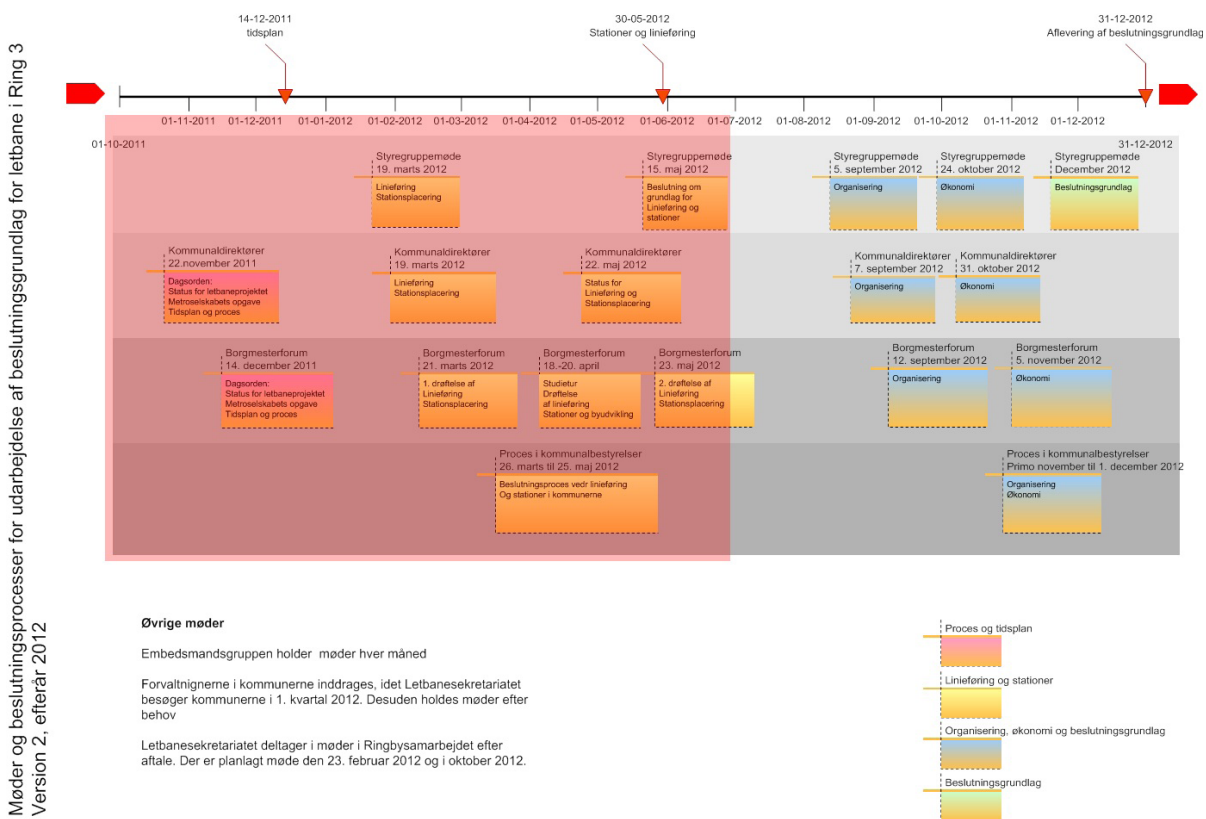 Møder og beslutningsprocesser for udarbejdelse af beslutningsgrundlag for letbane i Ring 3
Version 2, efterår 2012
14-12-2011
tidsplan
30-05-2012
Stationer og linieføring
31-12-2012
Aflevering af beslutningsgrundlag
01-11-2011
01-12-2011
01-01-2012
01-02-2012
01-03-2012
01-04-2012
01-05-2012
01-06-2012
01-07-2012
01-08-2012
01-09-2012
01-10-2012
01-11-2012
01-12-2012
01-10-2011
31-12-2012
Styregruppemøde
19. marts 2012
Linieføring
Stationsplacering
Styregruppemøde
15. maj 2012
Beslutning om
grundlag for
Linieføring og
stationer
Styregruppemøde
5. september 2012
Organisering
Styregruppemøde
24. oktober 2012
Økonomi
Styregruppemøde
December 2012
Beslutningsgrundlag
Kommunaldirektører
22.november 2011
Dagsorden:
Status for letbaneprojektet
Metroselskabets opgave
Tidsplan og proces
Kommunaldirektører
19. marts 2012
Linieføring
Stationsplacering
Kommunaldirektører
22. maj 2012
Status for
Linieføring og
Stationsplacering
Kommunaldirektører
7. september 2012
Organisering
Kommunaldirektører
31. oktober 2012
Økonomi
Borgmesterforum
14. december 2011
Dagsorden:
Status for letbaneprojektet
Metroselskabets opgave
Tidsplan og proces
Borgmesterforum
21. marts 2012
1. drøftelse af
Linieføring
Stationsplacering
Borgmesterforum
18.-20. april
Studietur
Drøftelse
af linieføring
Stationer og byudvikling
Borgmesterforum
23. maj 2012
2. drøftelse af
Linieføring
Stationsplacering
Borgmesterforum
12. september 2012
Organisering
Borgmesterforum
5. november 2012
Økonomi
Proces i kommunalbestyrelser
26. marts til 25. maj 2012
Beslutningsproces vedr linieføring
Og stationer i kommunerne
Proces i kommunalbestyrelser
Primo november til 1. december 2012
Organisering
Økonomi
Øvrige møder
Embedsmandsgruppen holder møder hver måned
Forvaltnignerne i kommunerne inddrages, idet Letbanesekretariatet
besøger kommunerne i 1. kvartal 2012. Desuden holdes møder efter
behov
Letbanesekretariatet deltager i møder i Ringbysamarbejdet efter
aftale. Der er planlagt møde den 23. februar 2012 og i oktober 2012.
Proces og tidsplan
Linieføring og stationer
Organisering, økonomi og beslutningsgrundlag
Beslutningsgrundlag